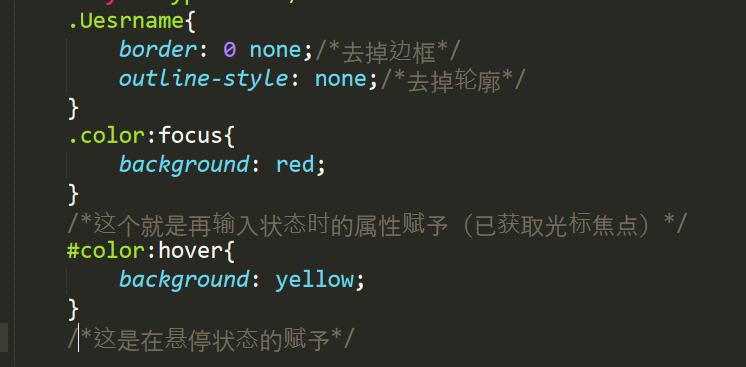 .Uesrname{
border: 0 none;/*去掉边框*/
outline-style: none;/*去掉轮廓*/
}
.color:focus{
background: red;
}
/*这个就是再输入状态时的属性赋予（已获取光标焦点）*/
#color:hover{
background: yellow;
}
/*这是在悬停状态的赋予*/